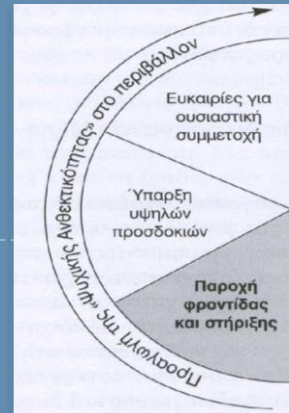 Προαγωγή της «Ψυχικής Ανθεκτικότητας» στο περιβάλλον
Ευκαιρίες για
ουσιαστική
συμμετοχή
Ύπαρξη
υψηλών
προσδοκιών
Παροχή
φροντίδας
και στήριξης